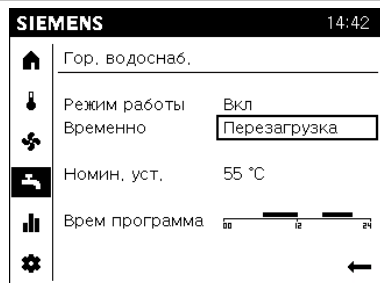 SIEMENS 14:42
Гор. водоснаб.
Режим работы Вкл
Временно Перезагрузка
Номин. уст. 55 °C
Врем программа
00 12 24